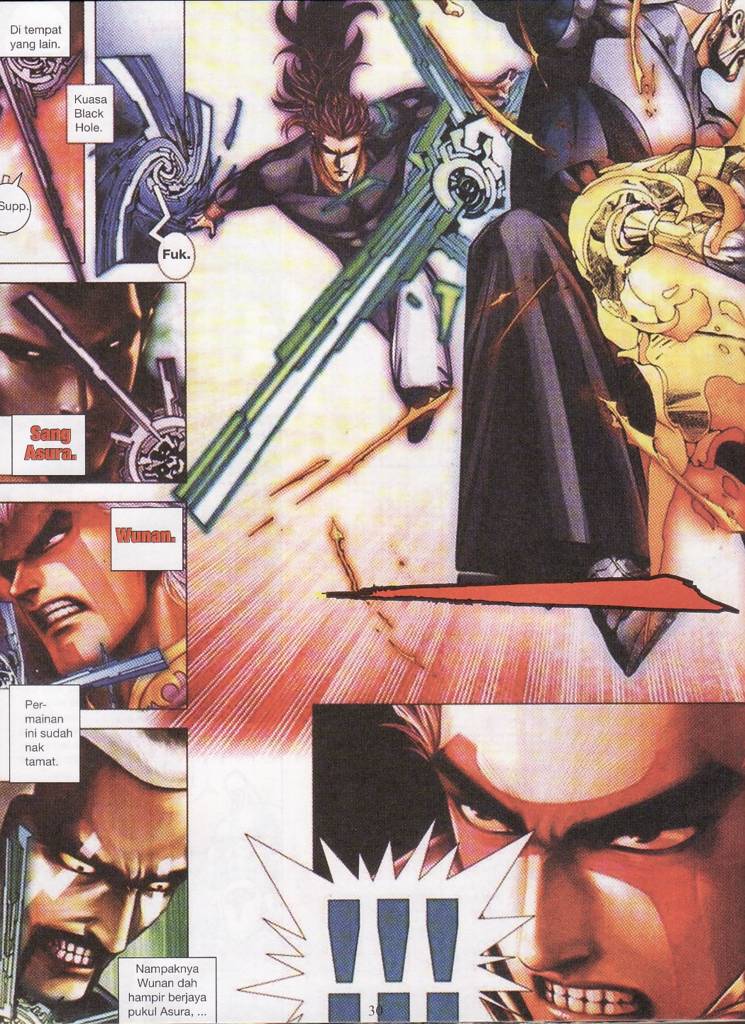 Di tempat
yang lain.
Kuasa
Black
Hole.
Supp.
Fuk.
Sang
Asura.
Wunan.
Per-
mainan
ini sudah
nak
tamat.
Nampaknya
Wunan dah
hampir berjaya
pukul Asura, ...
!!!
30